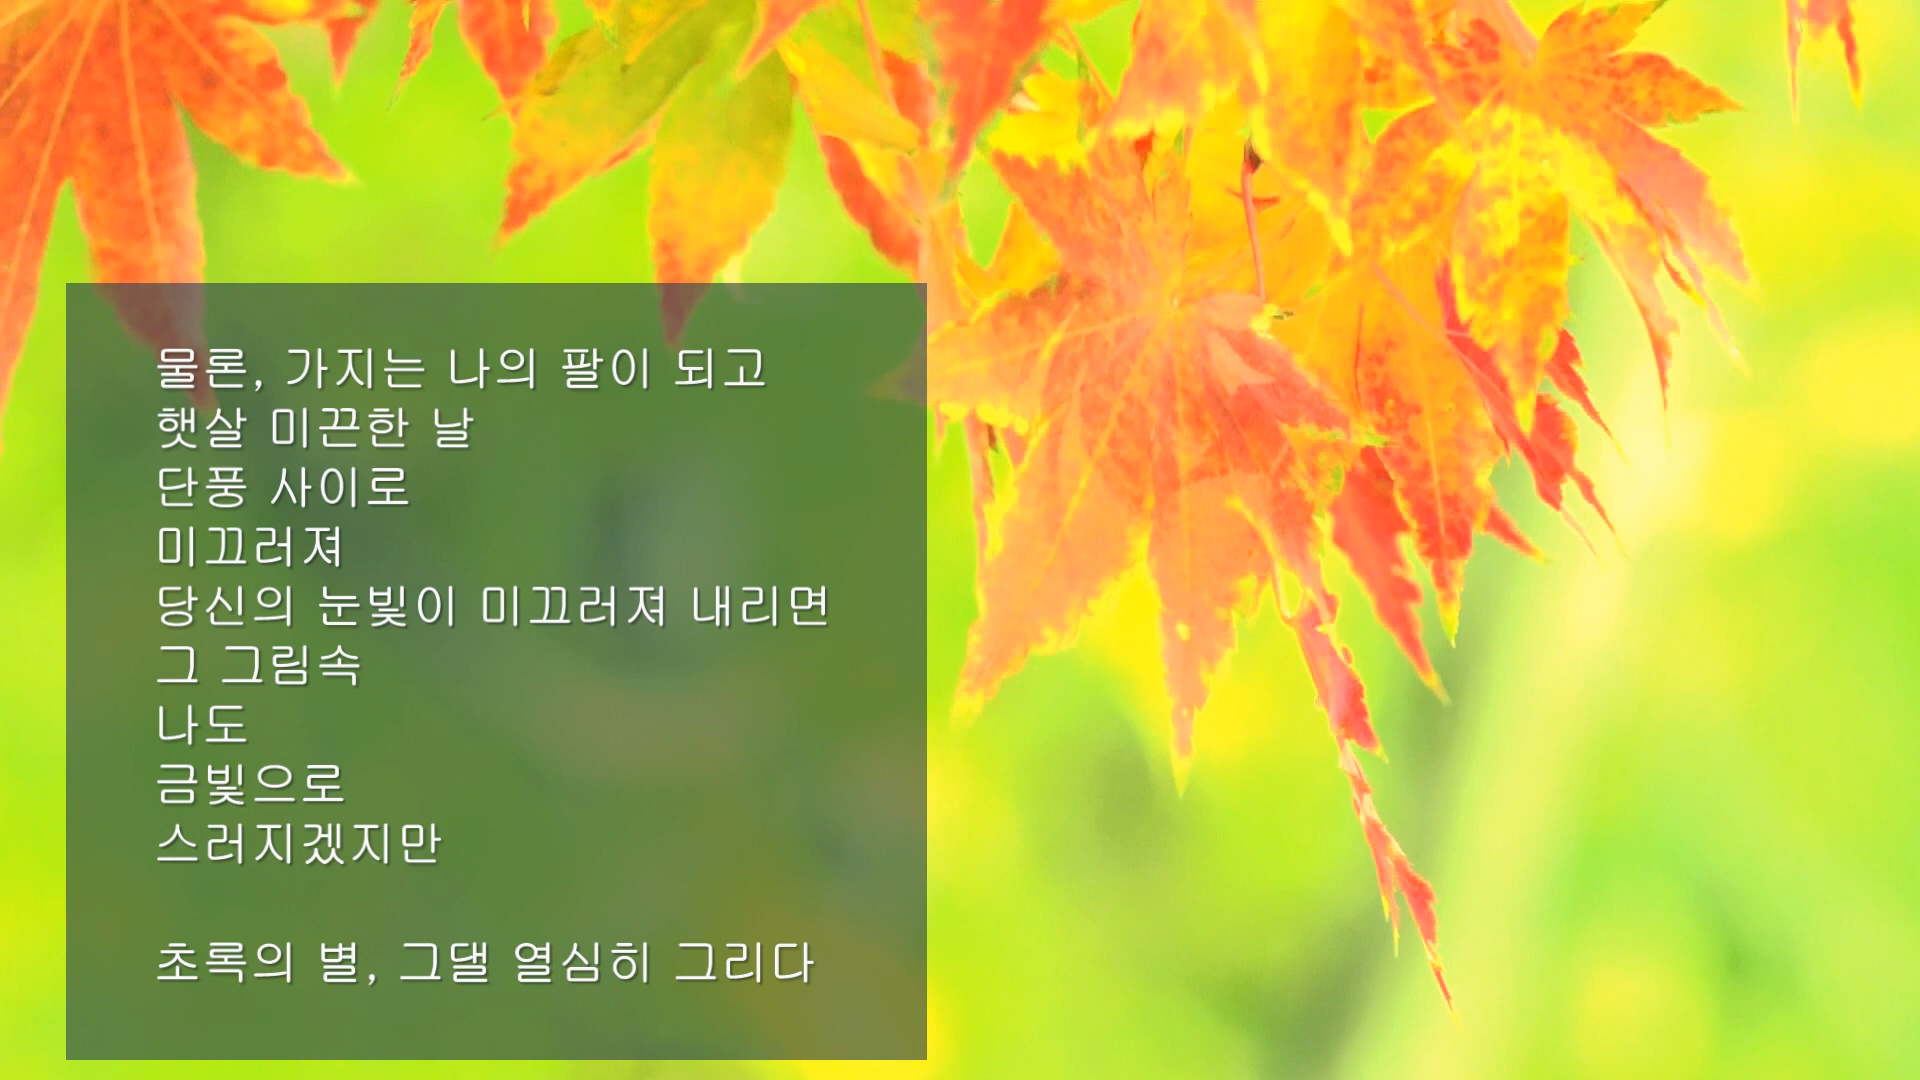 물론, 가지는 나의 팔이 되고
햇살 미끈한 날
단풍 사이로
미끄러져
당신의 눈빛이 미끄러져 내리면
그 그림속
나도
금빛으로
스러지겠지만
초록의 별, 그댈 열심히 그리다